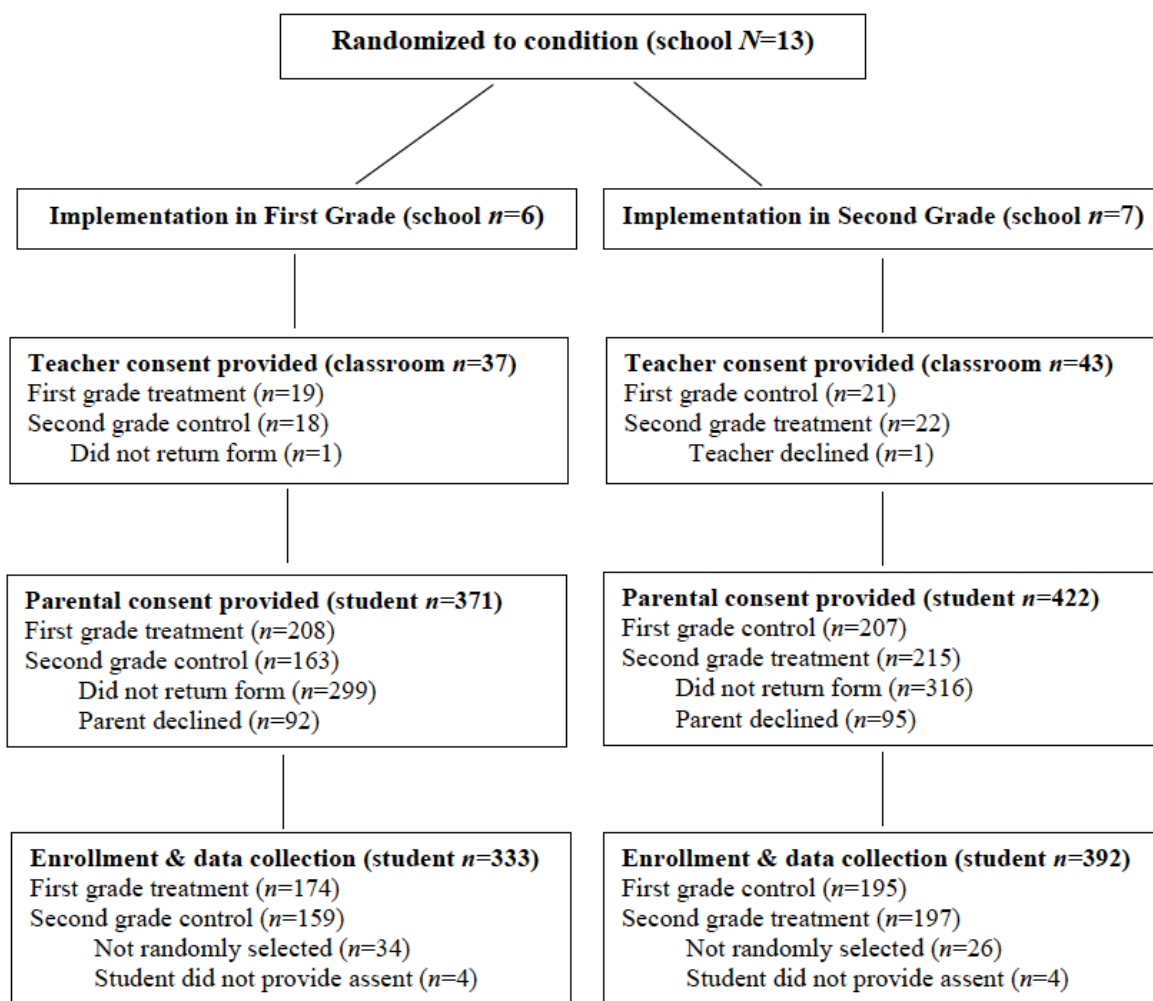 Randomized to condition (school N=13)
Implementation in First Grade (school n=6)
Implementation in Second Grade (school n=7)
Teacher consent provided (classroom n=37)
First grade treatment (n=19)
Second grade control (n=18)
Did not return form (n=1)
Teacher consent provided (classroom n=43)
First grade control (n=21)
Second grade treatment (n=22)
Teacher declined (n=1)
Parental consent provided (student n=371)
First grade treatment (n=208)
Second grade control (n=163)
Did not return form (n=299)
Parent declined (n=92)
Parental consent provided (student n=422)
First grade control (n=207)
Second grade treatment (n=215)
Did not return form (n=316)
Parent declined (n=95)
Enrollment & data collection (student n=333)
First grade treatment (n=174)
Second grade control (n=159)
Not randomly selected (n=34)
Student did not provide assent (n=4)
Enrollment & data collection (student n=392)
First grade control (n=195)
Second grade treatment (n=197)
Not randomly selected (n=26)
Student did not provide assent (n=4)